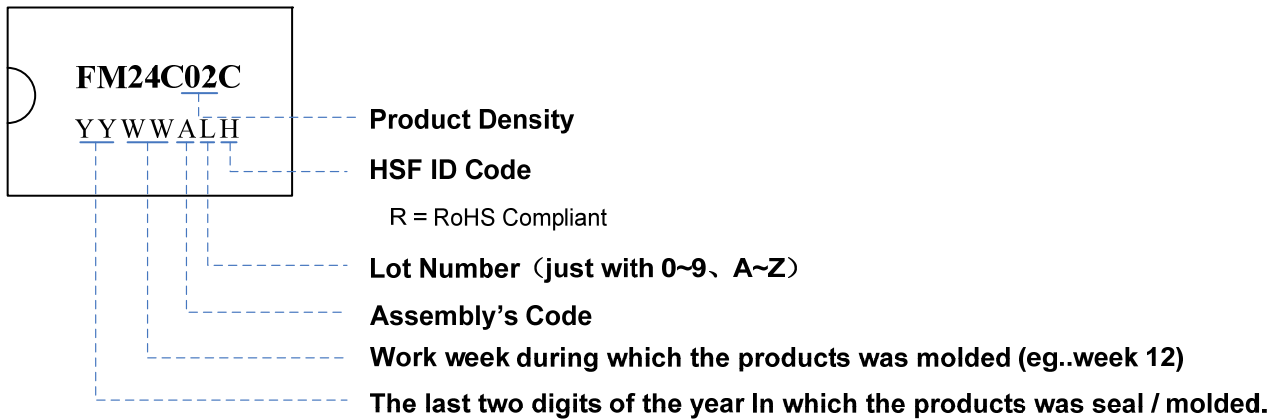 FM24C02C
YYWWALH
Product Density
HSF ID Code
R = RoHS Compliant
Lot Number（just with 0~9、A~Z）
Assembly’s Code
Work week during which the products was molded (eg..week 12)
The last two digits of the year In which the products was seal / molded.